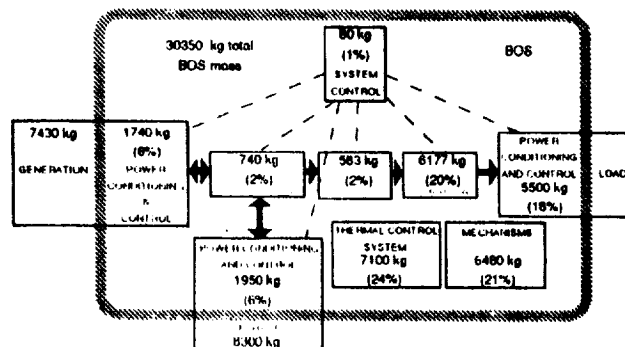 30350 kg total
BOS mass
80 kg
(1%)
SYSTEM
CONTROL
BOS
7430 kg
GENERATION
1740 kg
(6%)
POWER
CONDITIONING
&
CONTROL
740 kg
(2%)
563 kg
(2%)
6177 kg
(20%)
POWER
CONDITIONING
AND CONTROL
5500 kg
(18%)
LOAD
POWER CONDITIONING
AND CONTROL
1950 kg
(6%)
8300 kg
THERMAL CONTROL
SYSTEM
7100 kg
(24%)
MECHANISMS
6480 kg
(21%)